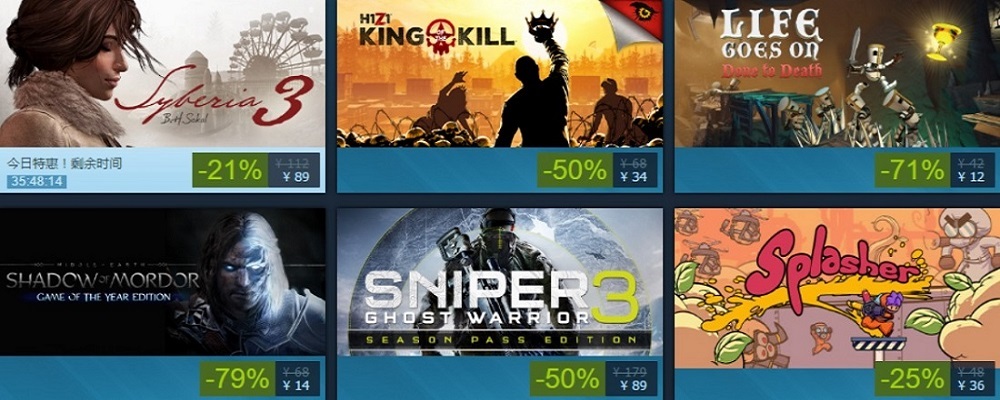 Syberia 3
Benoît Sokal
今日特惠！剩余时间
35:48:14
-21%
¥ 112
¥ 89
H1Z1
KING KILL
-50%
¥ 68
¥ 34
LIFE
GOES ON
Done to Death
-71%
¥ 42
¥ 12
MIDDLE-EARTH
SHADOW OF MORDOR
GAME OF THE YEAR EDITION
-79%
¥ 68
¥ 14
SNIPER
GHOST WARRIOR 3
SEASON PASS EDITION
-50%
¥ 179
¥ 89
Splasher
-25%
¥ 48
¥ 36